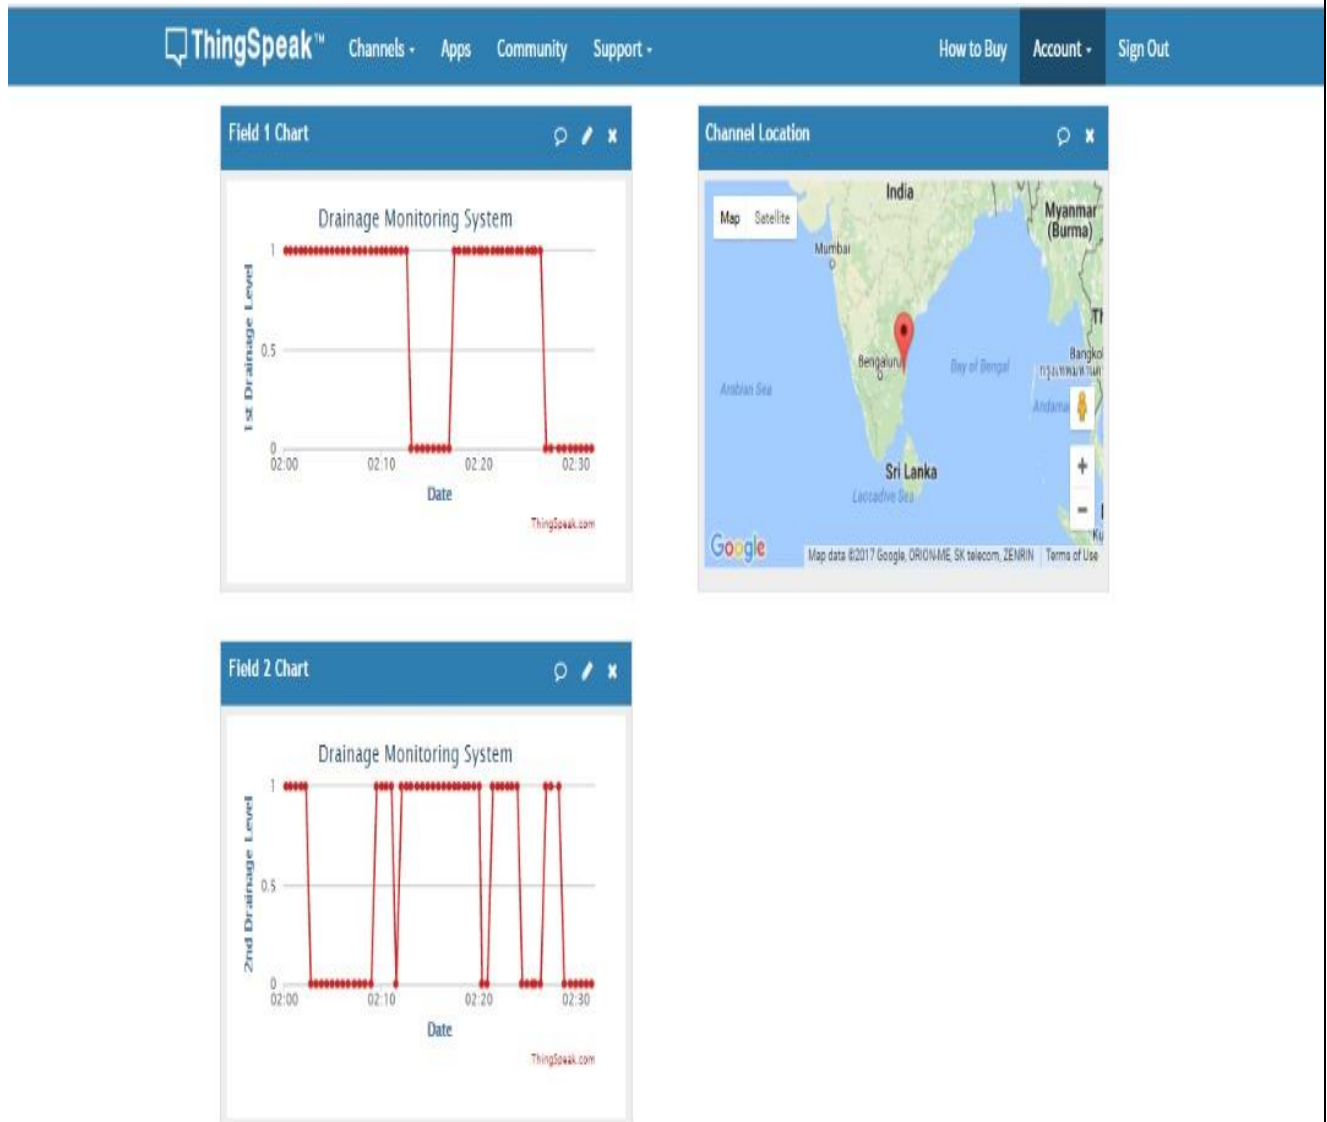 ThingSpeak™ Channels Apps Community Support How to Buy Account Sign Out
Field 1 Chart
Drainage Monitoring System
1st Drainage Level
1
0.5
0
02:00 02:10 02:20 02:30
Date
ThingSpeak.com
Channel Location
Map Satellite
India
Myanmar
(Burma)
Mumbai
Bengaluru
Bay of Bengal
Arabian Sea
Sri Lanka
Laccadive Sea
Google
Map data ©2017 Google, ORION-ME, SK telecom, ZENRIN Terms of Use
Field 2 Chart
Drainage Monitoring System
2nd Drainage Level
1
0.5
0
02:00 02:10 02:20 02:30
Date
ThingSpeak.com